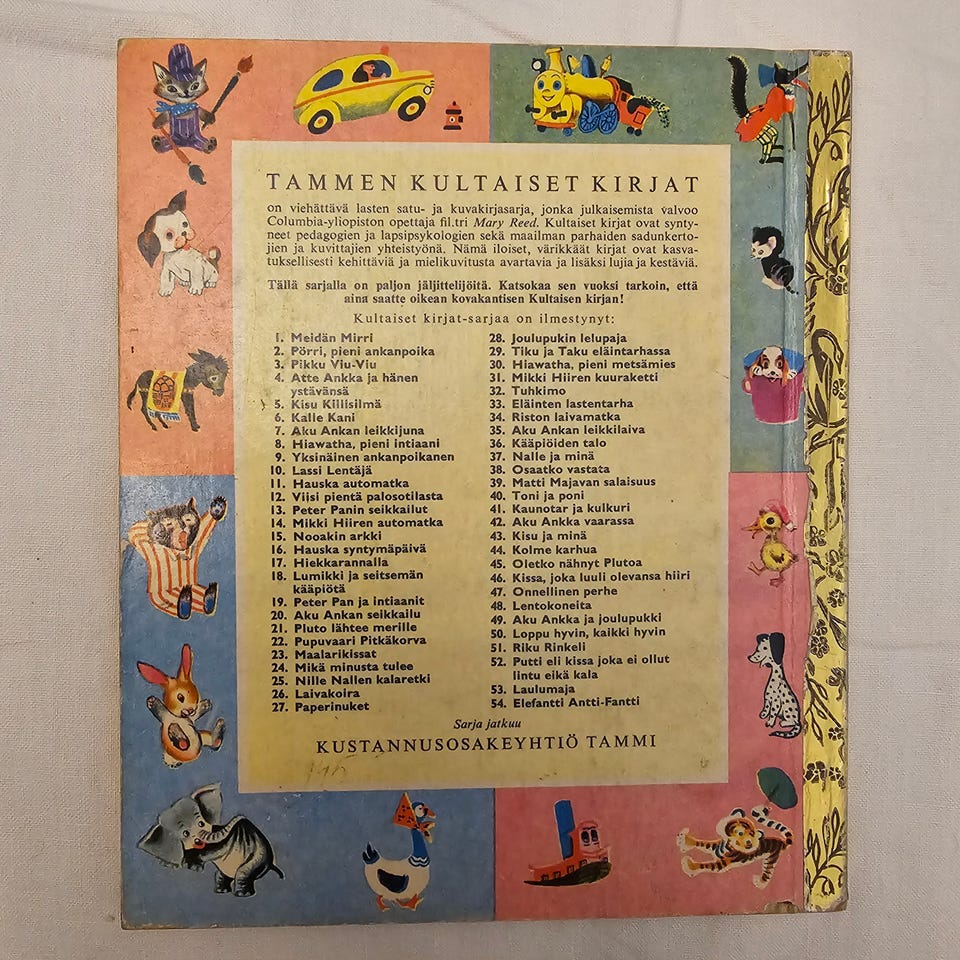 TAMMEN KULTAISET KIRJAT
on viehättävä lasten satu- ja kuvakirjasarja, jonka julkaisemista valvoo
Columbia-yliopiston opettaja fil.tri Mary Reed. Kultaiset kirjat ovat synty-
neet pedagogien ja lapsipsykologien sekä maailman parhaiden sadunkerto-
jien ja kuvittajien yhteistyönä. Nämä iloiset, värikkäät kirjat ovat kasva-
tuksellisesti kehittäviä ja mielikuvitusta avartavia ja lisäksi lujia ja kestäviä.
Tällä sarjalla on paljon jäljittelijöitä. Katsokaa sen vuoksi tarkoin, että
aina saatte oikean kovakantisen Kultaisen kirjan!
Kultaiset kirjat-sarjaa on ilmestynyt:
1. Meidän Mirri
2. Pörri, pieni ankanpoika
3. Pikku Viu-Viu
4. Atte Ankka ja hänen
ystävänsä
5. Kisu Killisilmä
6. Kalle Kani
7. Aku Ankan leikkijuna
8. Hiawatha, pieni intiaani
9. Yksinäinen ankanpoikanen
10. Lassi Lentäjä
11. Hauska automatka
12. Viisi pientä palosotilasta
13. Peter Panin seikkailut
14. Mikki Hiiren automatka
15. Nooakin arkki
16. Hauska syntymäpäivä
17. Hiekkarannalla
18. Lumikki ja seitsemän
kääpiötä
19. Peter Pan ja intiaanit
20. Aku Ankan seikkailu
21. Pluto lähtee merille
22. Pupuvaari Pitkäkorva
23. Maalarikissat
24. Mikä minusta tulee
25. Nille Nallen kalaretki
26. Laivakoira
27. Paperinuket
28. Joulupukin lelupaja
29. Tiku ja Taku eläintarhassa
30. Hiawatha, pieni metsämies
31. Mikki Hiiren kuuraketti
32. Tuhkimo
33. Eläinten lastentarha
34. Riston laivamatka
35. Aku Ankan leikkilaiva
36. Kääpiöiden talo
37. Nalle ja minä
38. Osaatko vastata
39. Matti Majavan salaisuus
40. Toni ja poni
41. Kaunotar ja kulkuri
42. Aku Ankka vaarassa
43. Kisu ja minä
44. Kolme karhua
45. Oletko nähnyt Plutoa
46. Kissa, joka luuli olevansa hiiri
47. Onnellinen perhe
48. Lentokoneita
49. Aku Ankka ja joulupukki
50. Loppu hyvin, kaikki hyvin
51. Riku Rinkeli
52. Putti eli kissa joka ei ollut
lintu eikä kala
53. Laulumaja
54. Elefantti Antti-Fantti
Sarja jatkuu
KUSTANNUSOSAKEYHTIÖ TAMMI